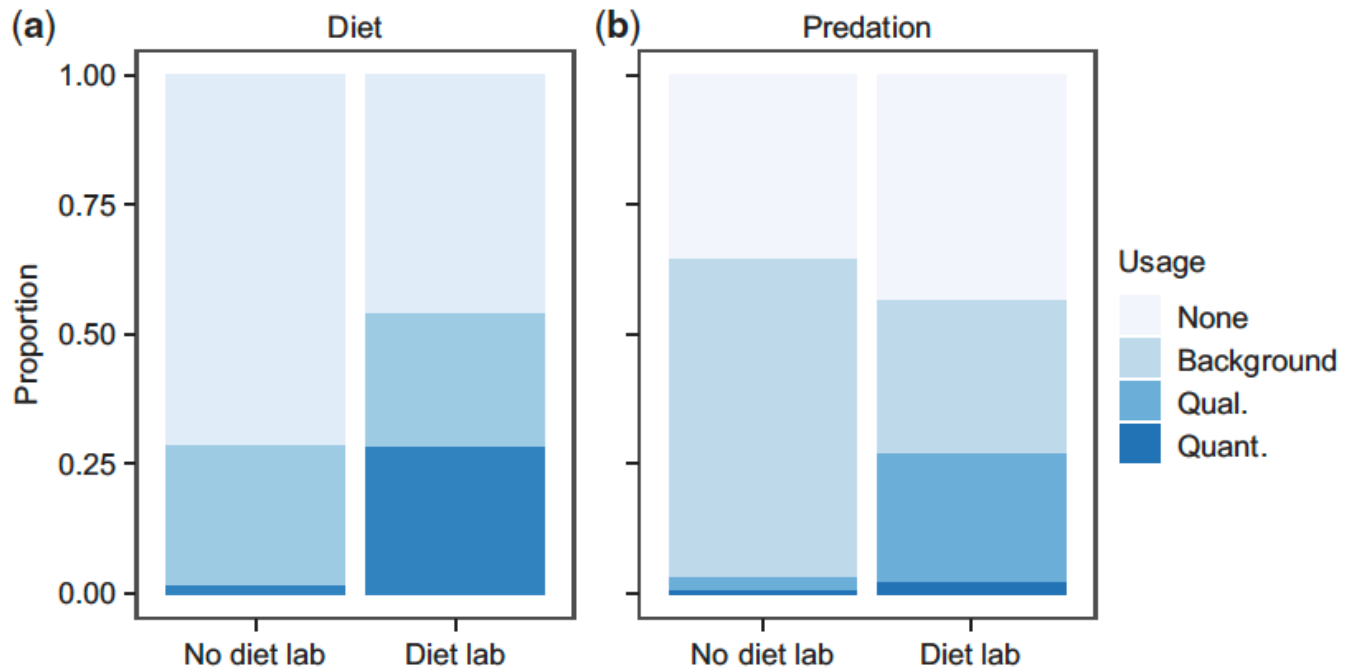 (a)
Diet
(b)
Predation
Proportion
1.00
0.75
0.50
0.25
0.00
No diet lab
Diet lab
No diet lab
Diet lab
Usage
None
Background
Qual.
Quant.